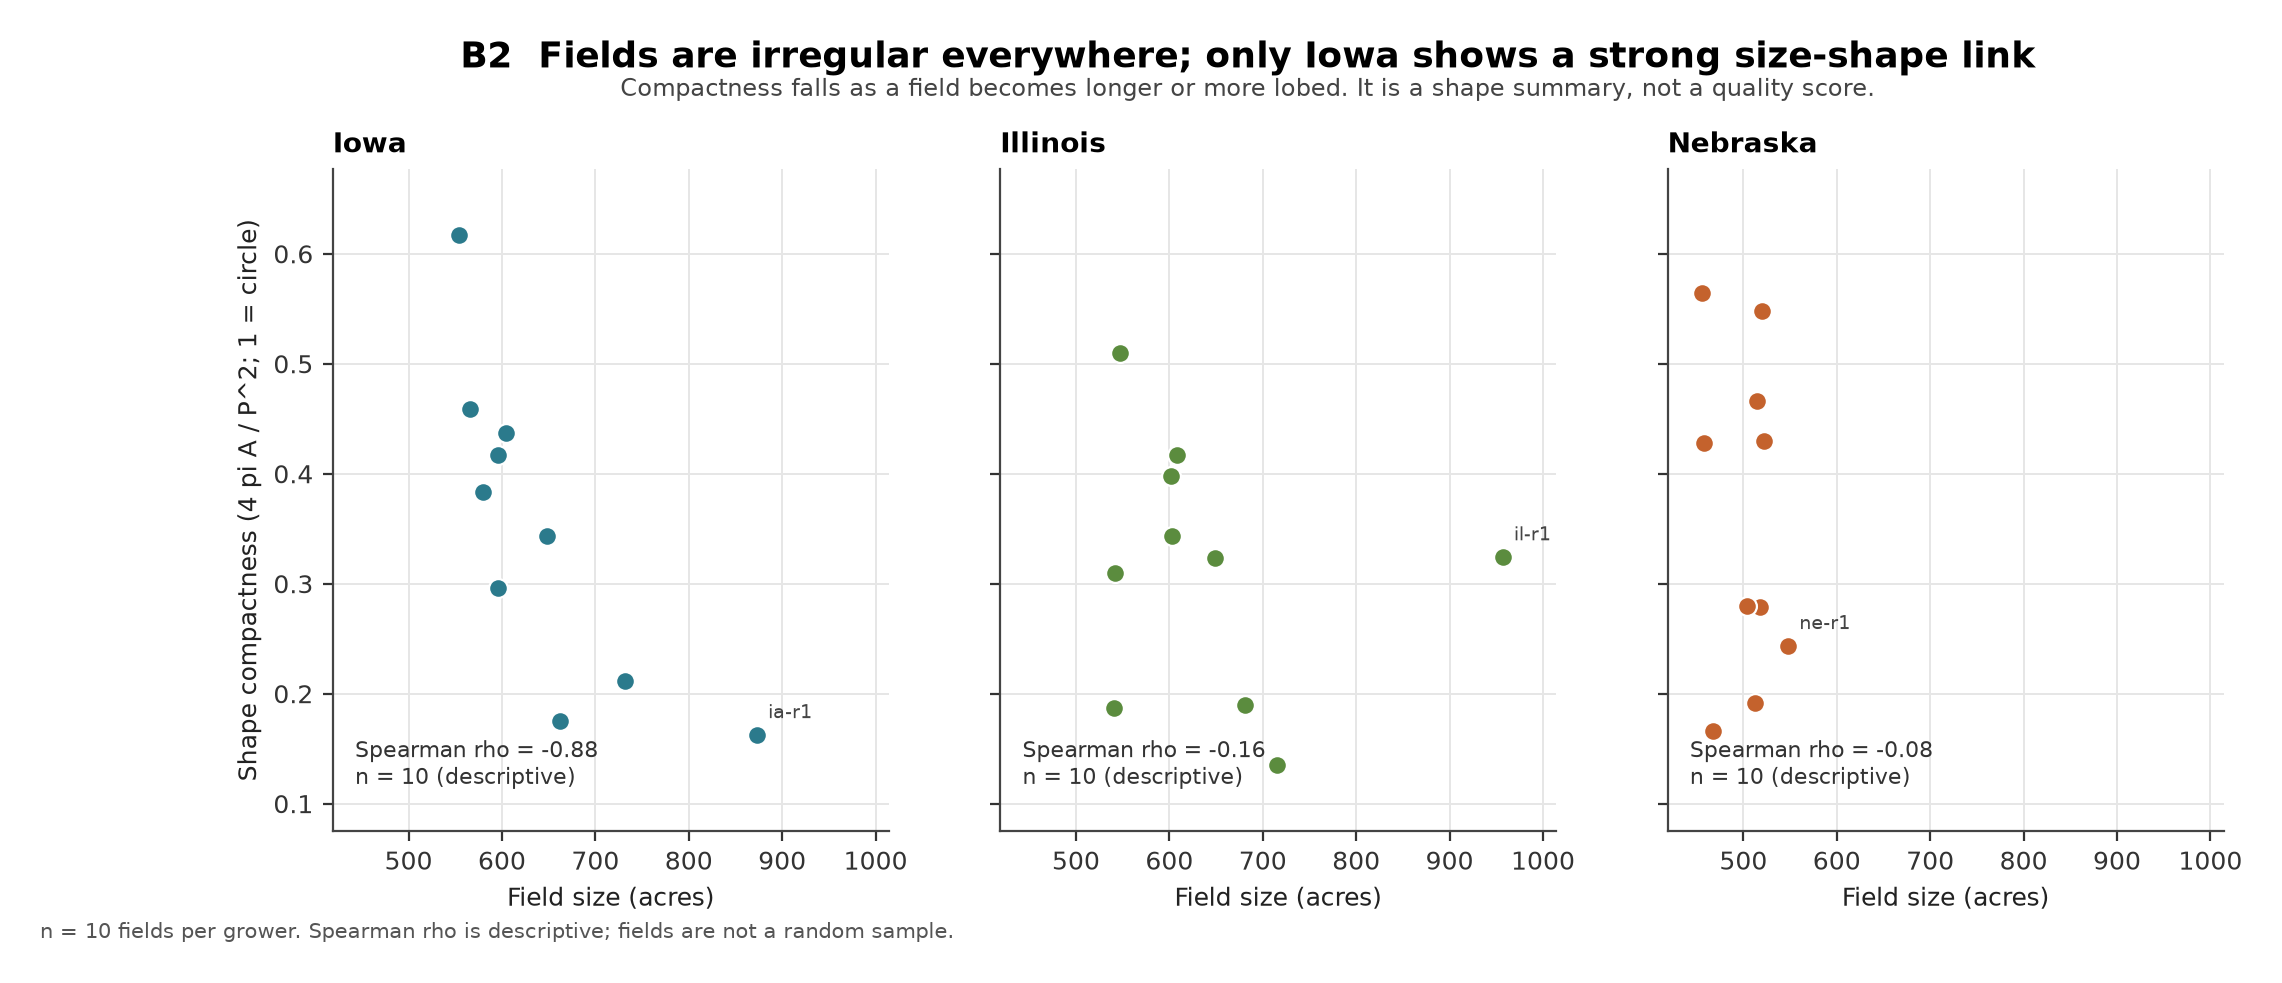 B2  Fields are irregular everywhere; only Iowa shows a strong size-shape link
Compactness falls as a field becomes longer or more lobed. It is a shape summary, not a quality score.
Iowa
Shape compactness (4 pi A / P^2; 1 = circle)
0.6
0.5
0.4
0.3
0.2
0.1
ia-r1
Spearman rho = -0.88
n = 10 (descriptive)
500 600 700 800 900 1000
Field size (acres)
Illinois
il-r1
Spearman rho = -0.16
n = 10 (descriptive)
500 600 700 800 900 1000
Field size (acres)
Nebraska
ne-r1
Spearman rho = -0.08
n = 10 (descriptive)
500 600 700 800 900 1000
Field size (acres)
n = 10 fields per grower. Spearman rho is descriptive; fields are not a random sample.